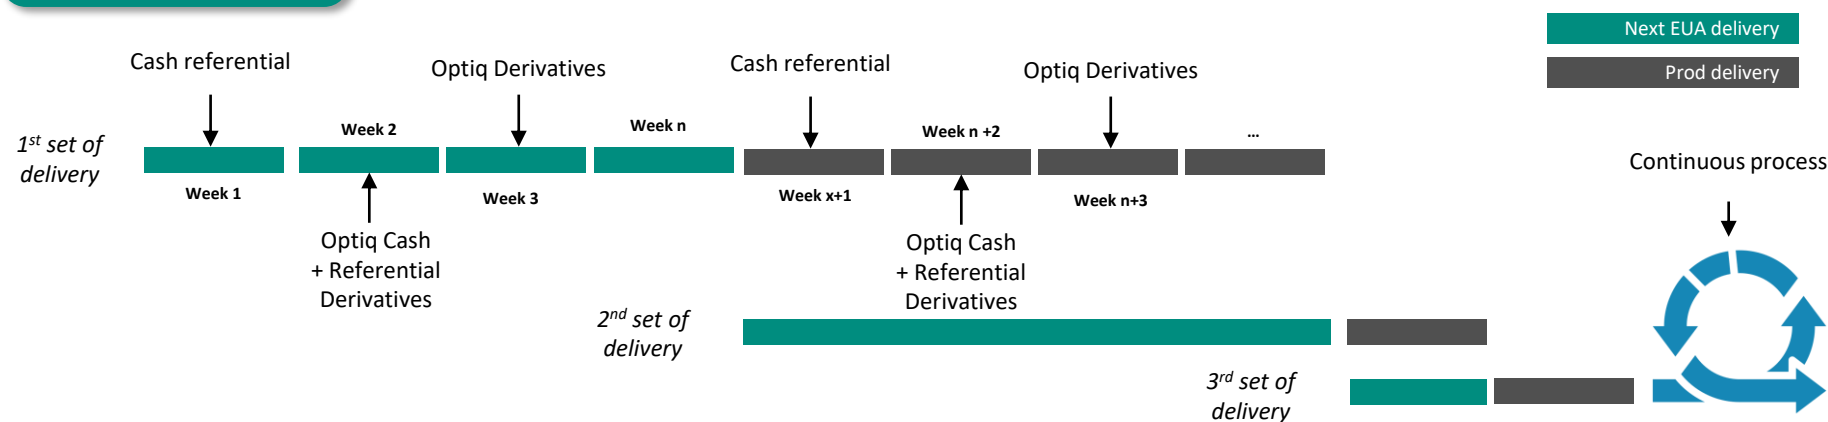 Next EUA delivery
Prod delivery
Cash referential
Optiq Derivatives
Cash referential
Optiq Derivatives
1st set of
delivery
Week 2
Week n
Week n +2
...
Week 1
Week 3
Week x+1
Week n+3
Continuous process
Optiq Cash
+ Referential
Derivatives
Optiq Cash
+ Referential
Derivatives
2nd set of
delivery
3rd set of
delivery